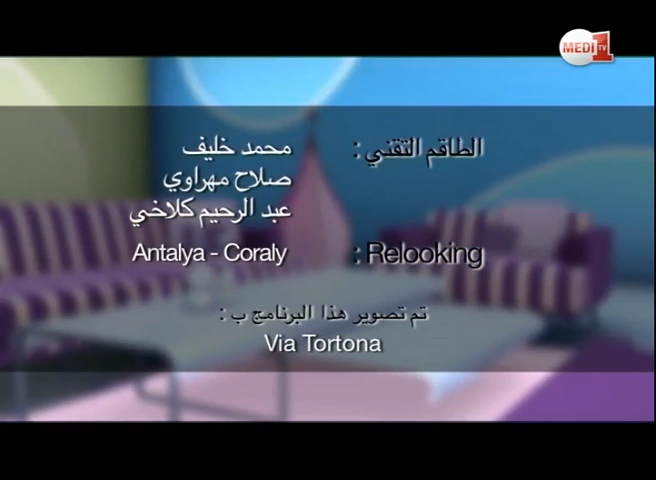 MEDI 1 TV
الطاقم التقني : محمد خليف
صلاح مهراوي
عبد الرحيم كلاخي
Relooking : Antalya - Coraly
تم تصوير هذا البرنامج ب :
Via Tortona